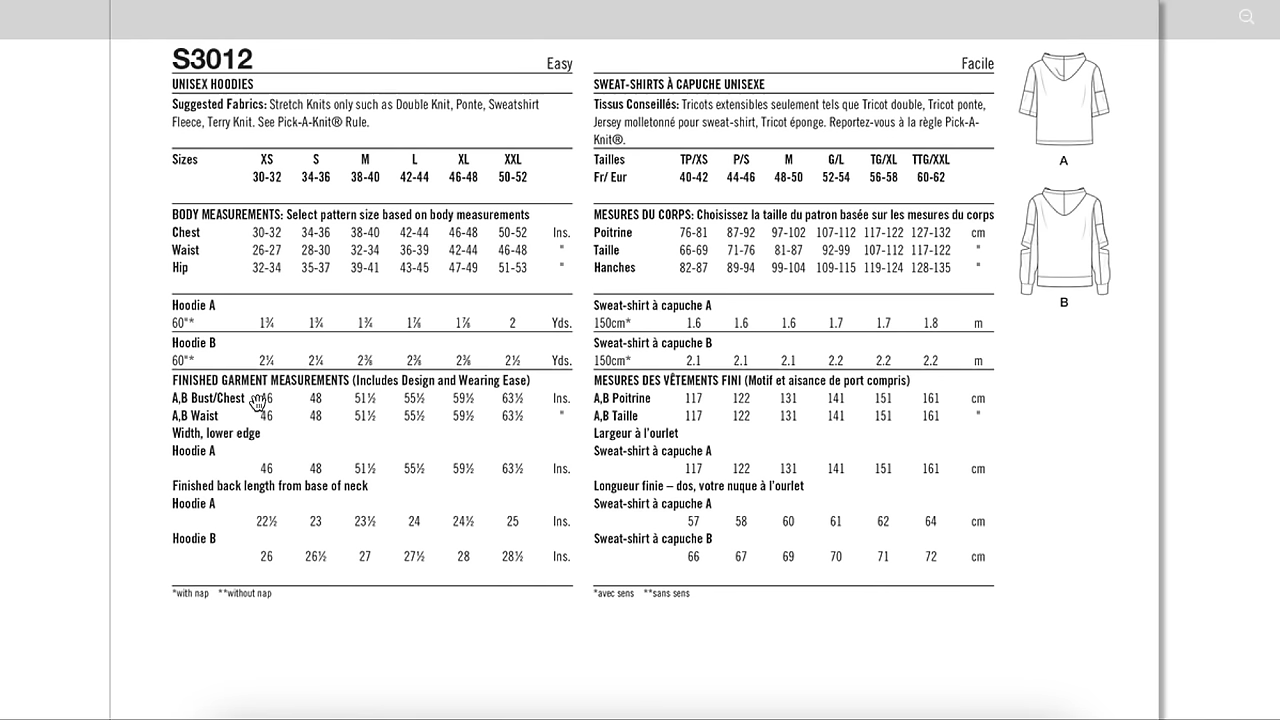 S3012 Easy
UNISEX HOODIES
Suggested Fabrics: Stretch Knits only such as Double Knit, Ponte, Sweatshirt
Fleece, Terry Knit. See Pick-A-Knit® Rule.
Sizes XS S M L XL XXL
30-32 34-36 38-40 42-44 46-48 50-52
BODY MEASUREMENTS: Select pattern size based on body measurements
Chest 30-32 34-36 38-40 42-44 46-48 50-52 Ins.
Waist 26-27 28-30 32-34 36-39 42-44 46-48 "
Hip 32-34 35-37 39-41 43-45 47-49 51-53 "
Hoodie A
60"* 1¾ 1¾ 1¾ 1⅞ 1⅞ 2 Yds.
Hoodie B
60"* 2¼ 2¼ 2⅜ 2⅜ 2⅜ 2½ Yds.
FINISHED GARMENT MEASUREMENTS (Includes Design and Wearing Ease)
A,B Bust/Chest 46 48 51½ 55½ 59½ 63½ Ins.
A,B Waist 46 48 51½ 55½ 59½ 63½ "
Width, lower edge
Hoodie A
46 48 51½ 55½ 59½ 63½ Ins.
Finished back length from base of neck
Hoodie A
22½ 23 23½ 24 24½ 25 Ins.
Hoodie B
26 26½ 27 27½ 28 28½ Ins.
*with nap **without nap
Facile
SWEAT-SHIRTS À CAPUCHE UNISEXE
Tissus Conseillés: Tricots extensibles seulement tels que Tricot double, Tricot ponte,
Jersey molletonné pour sweat-shirt, Tricot éponge. Reportez-vous à la règle Pick-A-
Knit®.
Tailles TP/XS P/S M G/L TG/XL TTG/XXL
Fr/ Eur 40-42 44-46 48-50 52-54 56-58 60-62
MESURES DU CORPS: Choisissez la taille du patron basée sur les mesures du corps
Poitrine 76-81 87-92 97-102 107-112 117-122 127-132 cm
Taille 66-69 71-76 81-87 92-99 107-112 117-122 "
Hanches 82-87 89-94 99-104 109-115 119-124 128-135 "
Sweat-shirt à capuche A
150cm* 1.6 1.6 1.6 1.7 1.7 1.8 m
Sweat-shirt à capuche B
150cm* 2.1 2.1 2.1 2.2 2.2 2.2 m
MESURES DES VÊTEMENTS FINI (Motif et aisance de port compris)
A,B Poitrine 117 122 131 141 151 161 cm
A,B Taille 117 122 131 141 151 161 "
Largeur à l'ourlet
Sweat-shirt à capuche A
117 122 131 141 151 161 cm
Longueur finie – dos, votre nuque à l'ourlet
Sweat-shirt à capuche A
57 58 60 61 62 64 cm
Sweat-shirt à capuche B
66 67 69 70 71 72 cm
*avec sens **sans sens
A
B